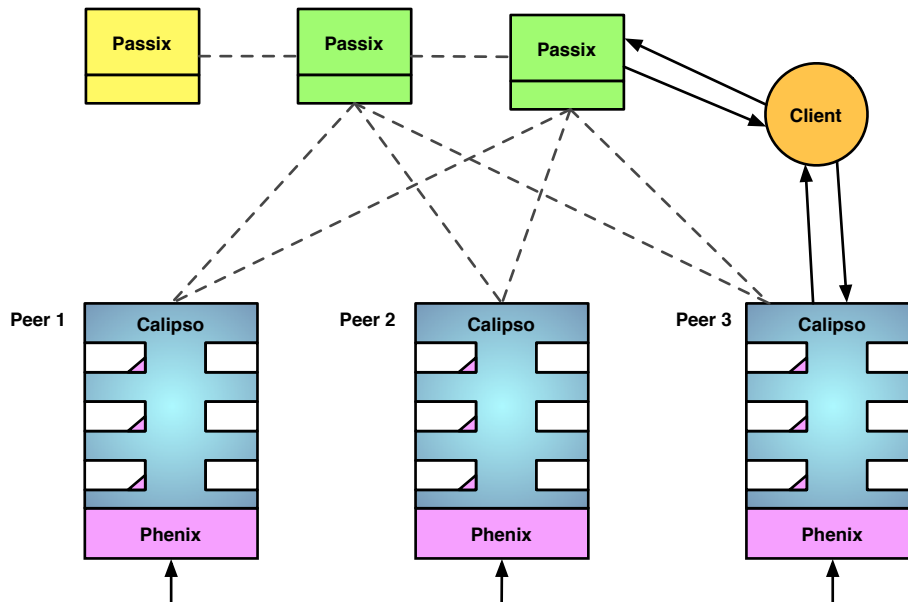 Passix
Passix
Passix
Client
Peer 1
Calipso
Peer 2
Calipso
Peer 3
Calipso
Phenix
Phenix
Phenix